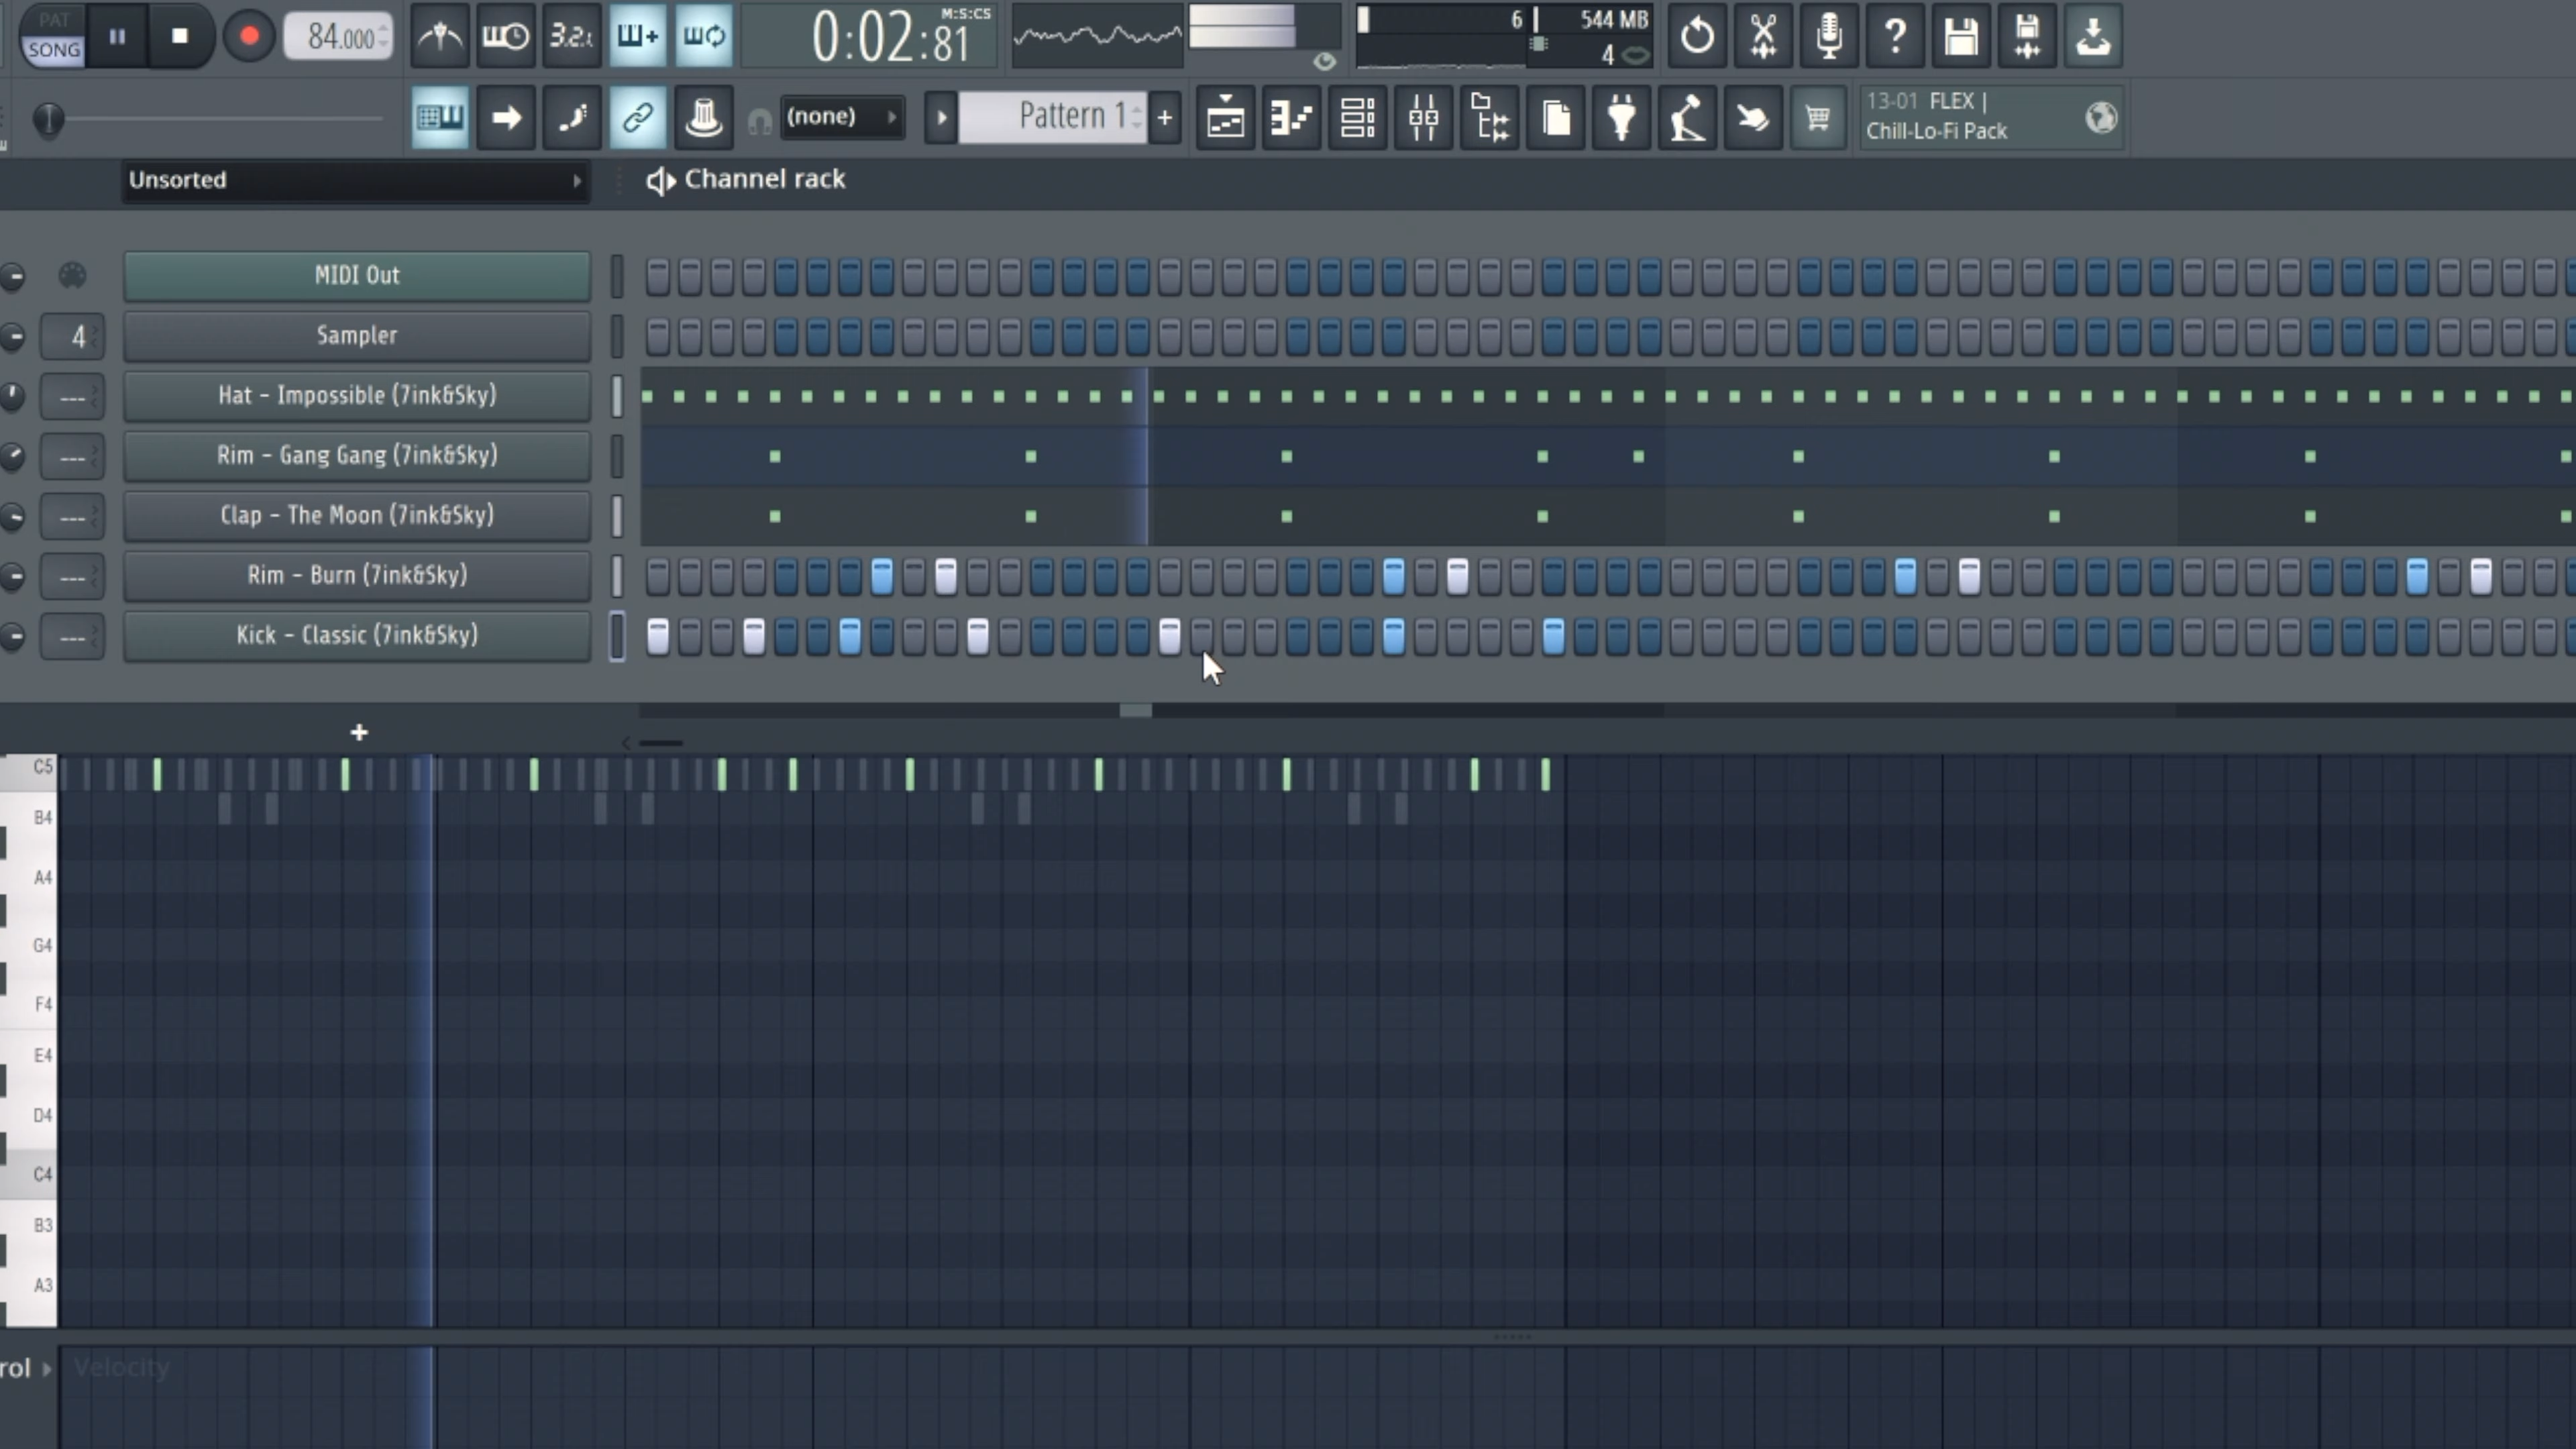 PAT
SONG
84.000
3.2.
M:S:CS
0:02:81
6
544 MB
4
(none)
Pattern 1
+
13-01 FLEX |
Chill-Lo-Fi Pack
Unsorted
Channel rack
MIDI Out
4
Sampler
---
Hat - Impossible (7ink&Sky)
---
Rim - Gang Gang (7ink&Sky)
---
Clap - The Moon (7ink&Sky)
---
Rim - Burn (7ink&Sky)
---
Kick - Classic (7ink&Sky)
+
C5
B4
A4
G4
F4
E4
D4
C4
B3
A3
rol
Velocity